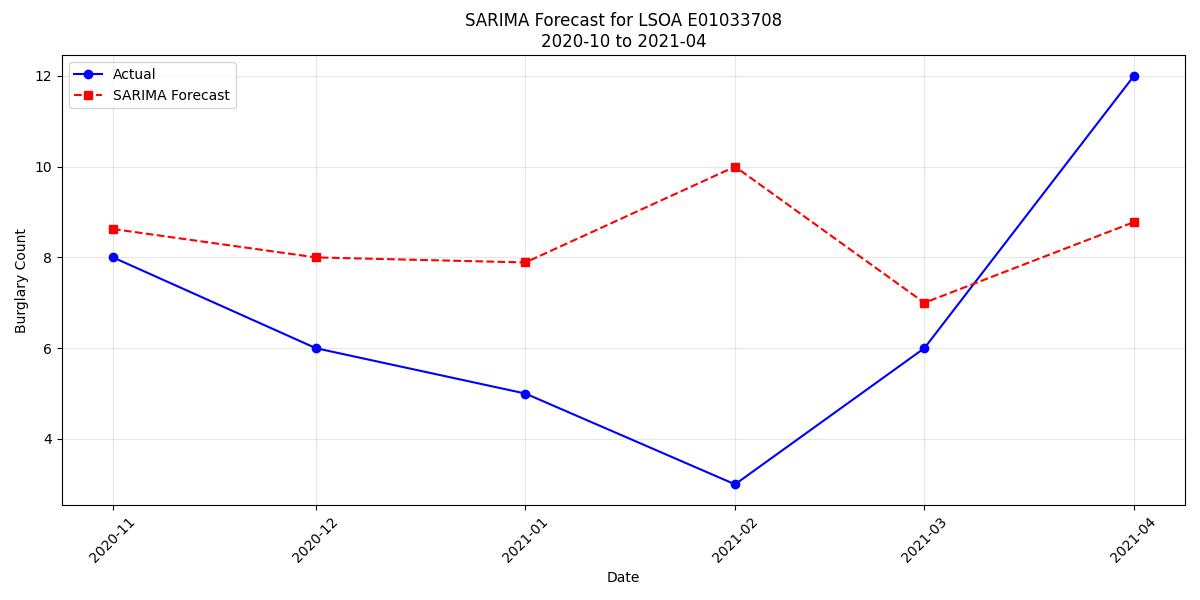 SARIMA Forecast for LSOA E01033708
2020-10 to 2021-04
Actual
SARIMA Forecast
12
10
8
6
4
Burglary Count
2020-11
2020-12
2021-01
2021-02
2021-03
2021-04
Date